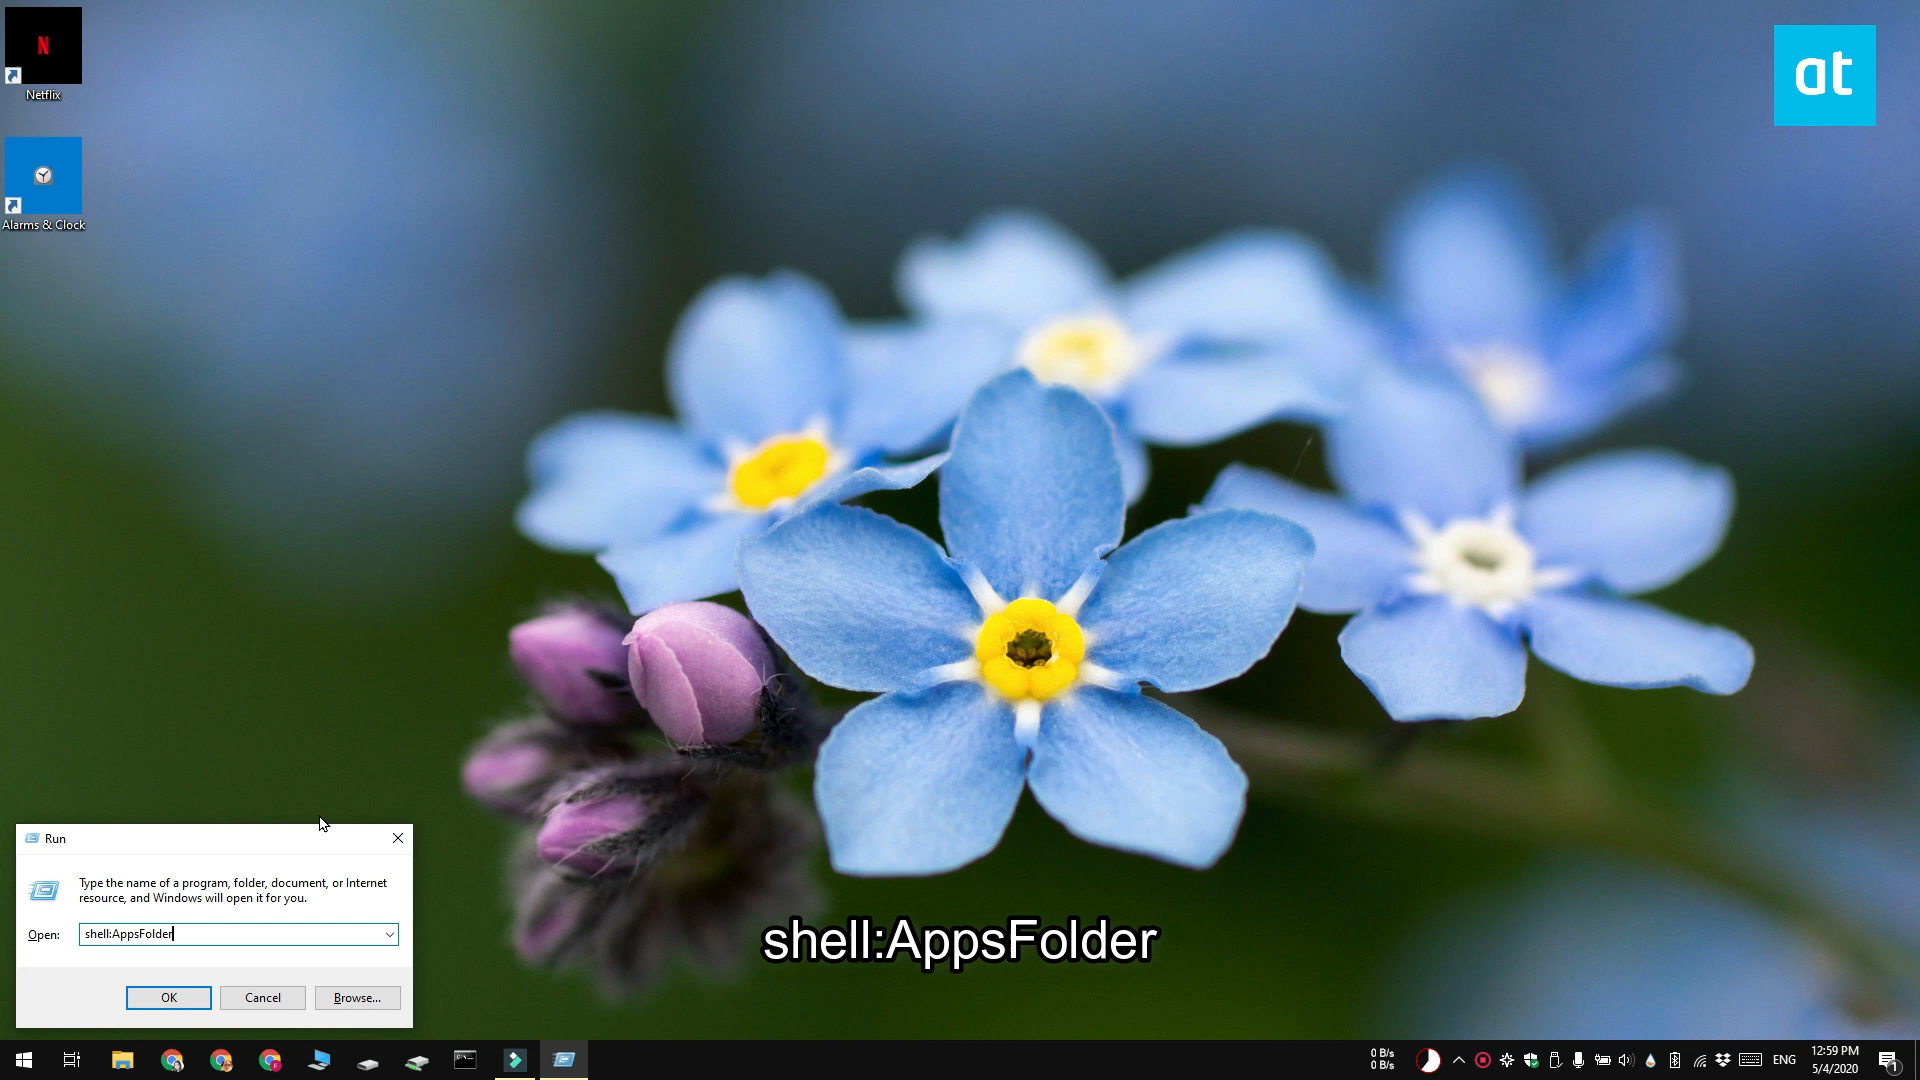 N
Netflix
Alarms & Clock
at
Run
Type the name of a program, folder, document, or Internet
resource, and Windows will open it for you.
Open:
shell:AppsFolder
OK
Cancel
Browse...
shell:AppsFolder
0 B/s
0 B/s
ENG
12:59 PM
5/4/2020
1